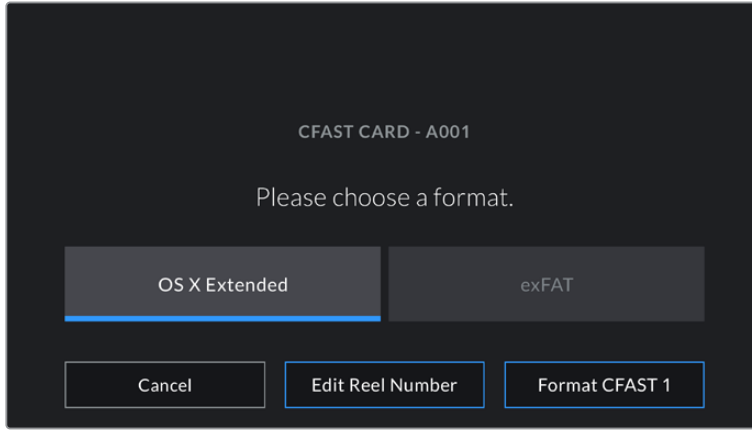 CFAST CARD - A001
Please choose a format.
OS X Extended exFAT
Cancel Edit Reel Number Format CFAST 1